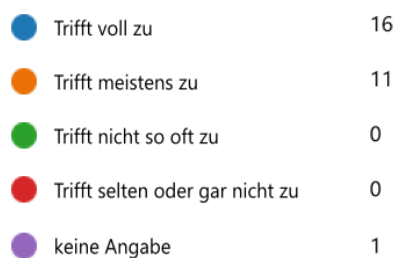 Trifft voll zu 16
Trifft meistens zu 11
Trifft nicht so oft zu 0
Trifft selten oder gar nicht zu 0
keine Angabe 1